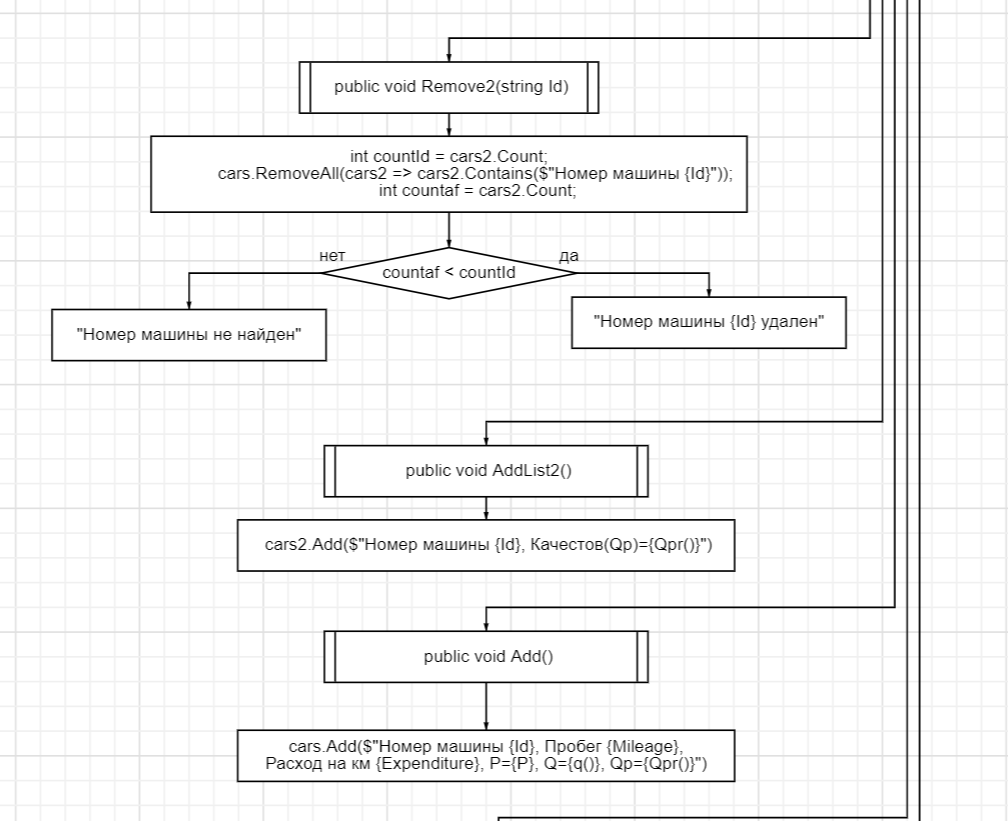 public void Remove2(string Id)
int countId = cars2.Count;
cars.RemoveAll(cars2 => cars2.Contains($"Номер машины {Id}"));
int countaf = cars2.Count;
нет
да
countaf < countId
"Номер машины не найден"
"Номер машины {Id} удален"
public void AddList2()
cars2.Add($"Номер машины {Id}, Качестов(Qp)={Qpr()}")
public void Add()
cars.Add($"Номер машины {Id}, Пробег {Mileage},
Расход на км {Expenditure}, P={P}, Q={q()}, Qp={Qpr()}")